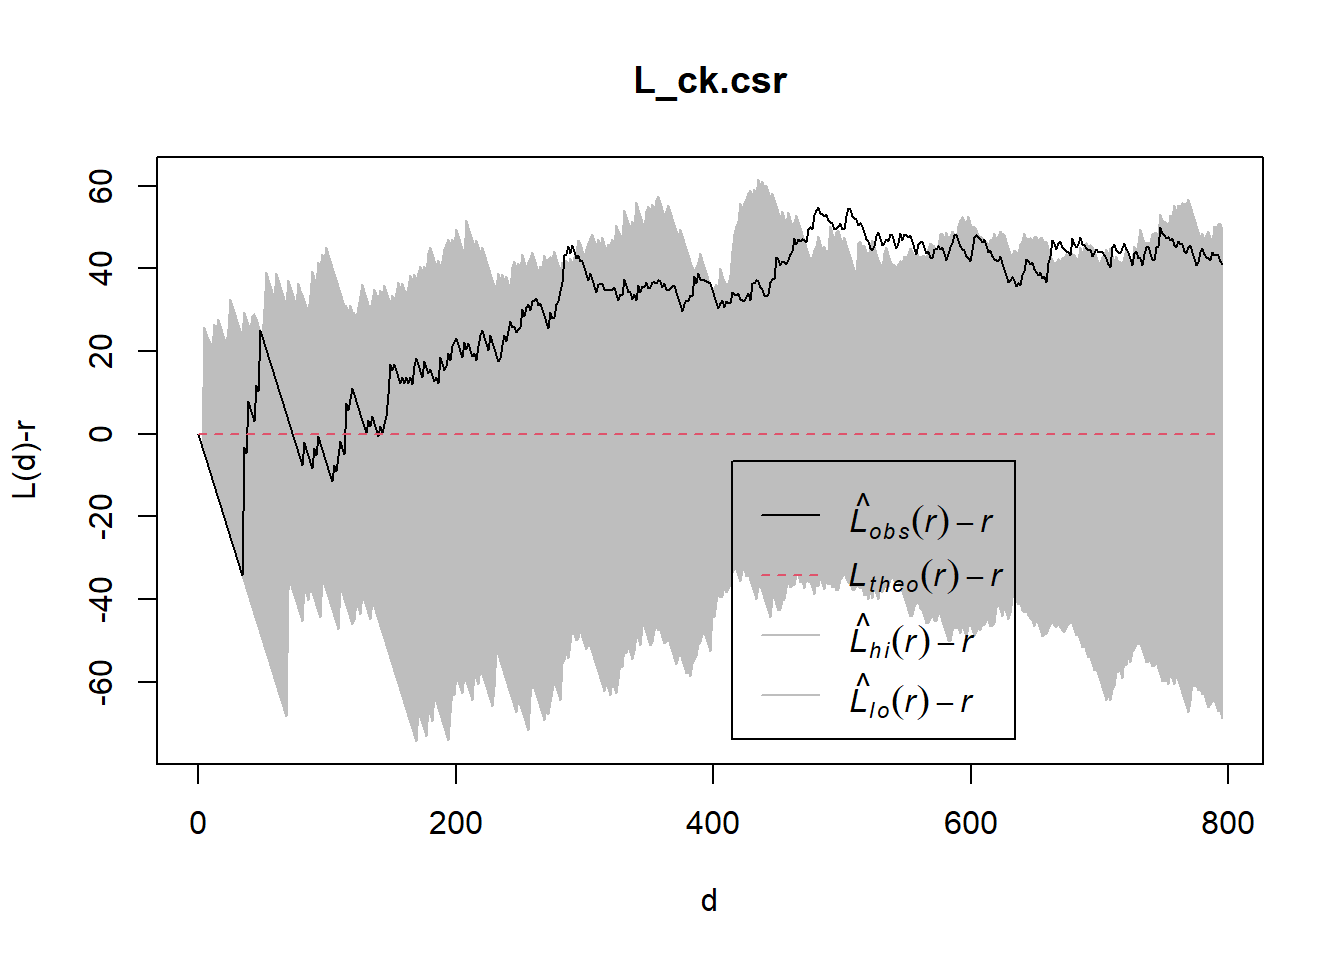 L_ck.csr
60
40
20
0
-20
-40
-60
L(d)-r
L̂obs(r) − r
Ltheo(r) − r
L̂hi(r) − r
L̂lo(r) − r
0 200 400 600 800
d